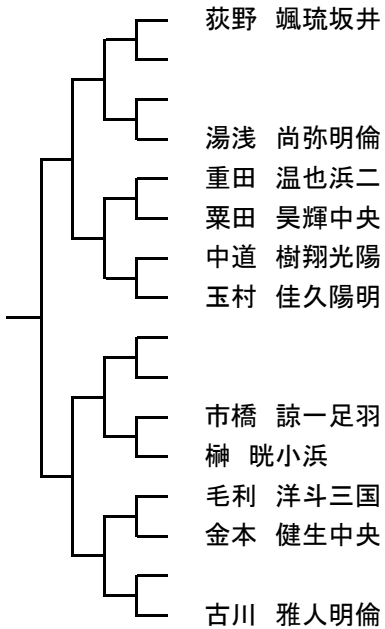 荻野 颯琉坂井
湯浅 尚弥明倫
重田 温也浜二
粟田 昊輝中央
中道 樹翔光陽
玉村 佳久陽明
市橋 諒一足羽
榊 晄小浜
毛利 洋斗三国
金本 健生中央
古川 雅人明倫